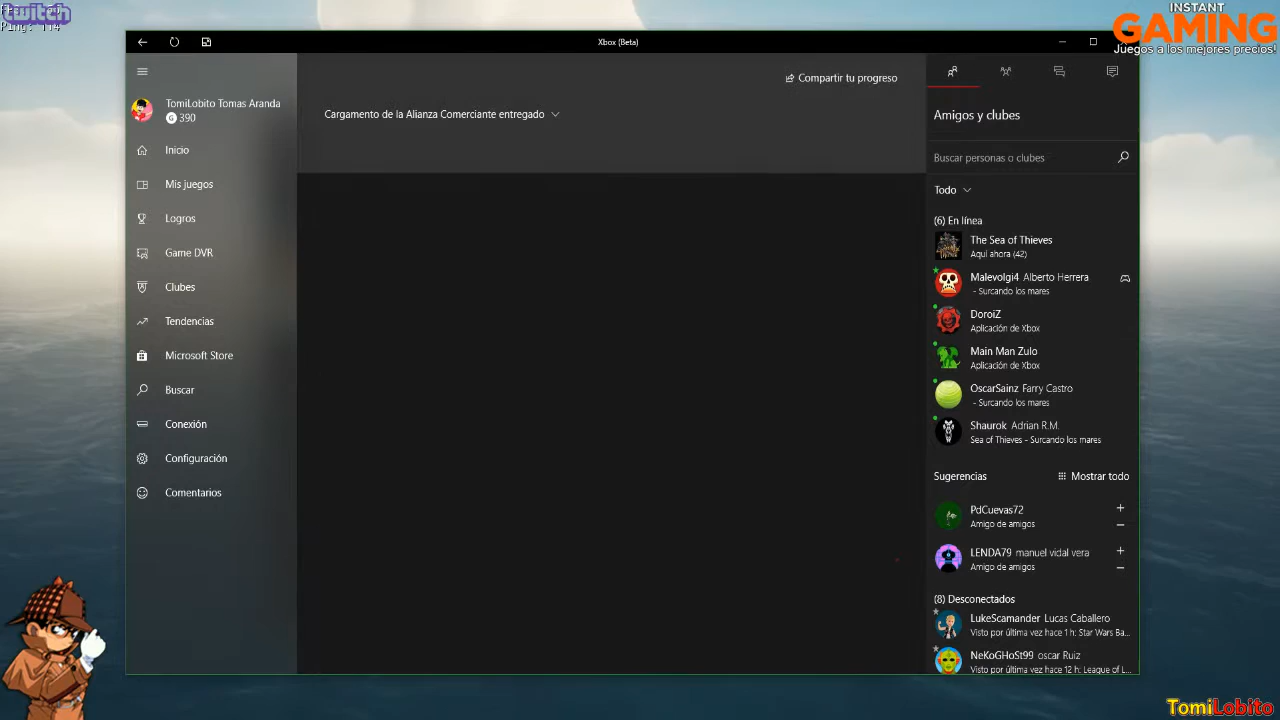 twitch
Xbox (Beta)
INSTANT
GAMING
Juegos a los mejores precios!
Compartir tu progreso
TomiLobito Tomas Aranda
G 390
Cargamento de la Alianza Comerciante entregado
Inicio
Mis juegos
Logros
Game DVR
Clubes
Tendencias
Microsoft Store
Buscar
Conexión
Configuración
Comentarios
Amigos y clubes
Buscar personas o clubes
Todo
(6) En línea
The Sea of Thieves
Aquí ahora (42)
Malevolgi4 Alberto Herrera
- Surcando los mares
DoroiZ
Aplicación de Xbox
Main Man Zulo
Aplicación de Xbox
OscarSainz Farry Castro
- Surcando los mares
Shaurok Adrian R.M.
Sea of Thieves - Surcando los mares
Sugerencias
Mostrar todo
PdCuevas72
Amigo de amigos
LENDA79 manuel vidal vera
Amigo de amigos
(8) Desconectados
LukeScamander Lucas Caballero
Visto por última vez hace 1 h: Star Wars Ba...
NeKoGHoSt99 oscar Ruiz
Visto por última vez hace 12 h: League of L...
TomiLobito